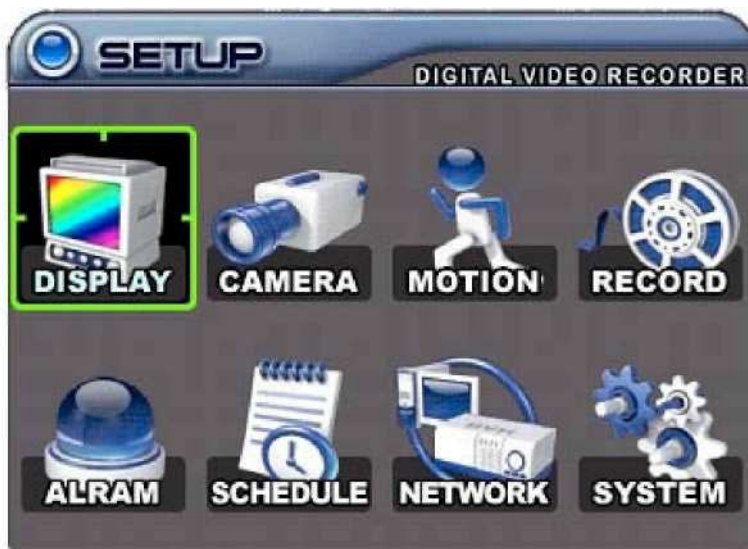 SETUP
DIGITAL VIDEO RECORDER
DISPLAY CAMERA MOTION RECORD
ALRAM SCHEDULE NETWORK SYSTEM